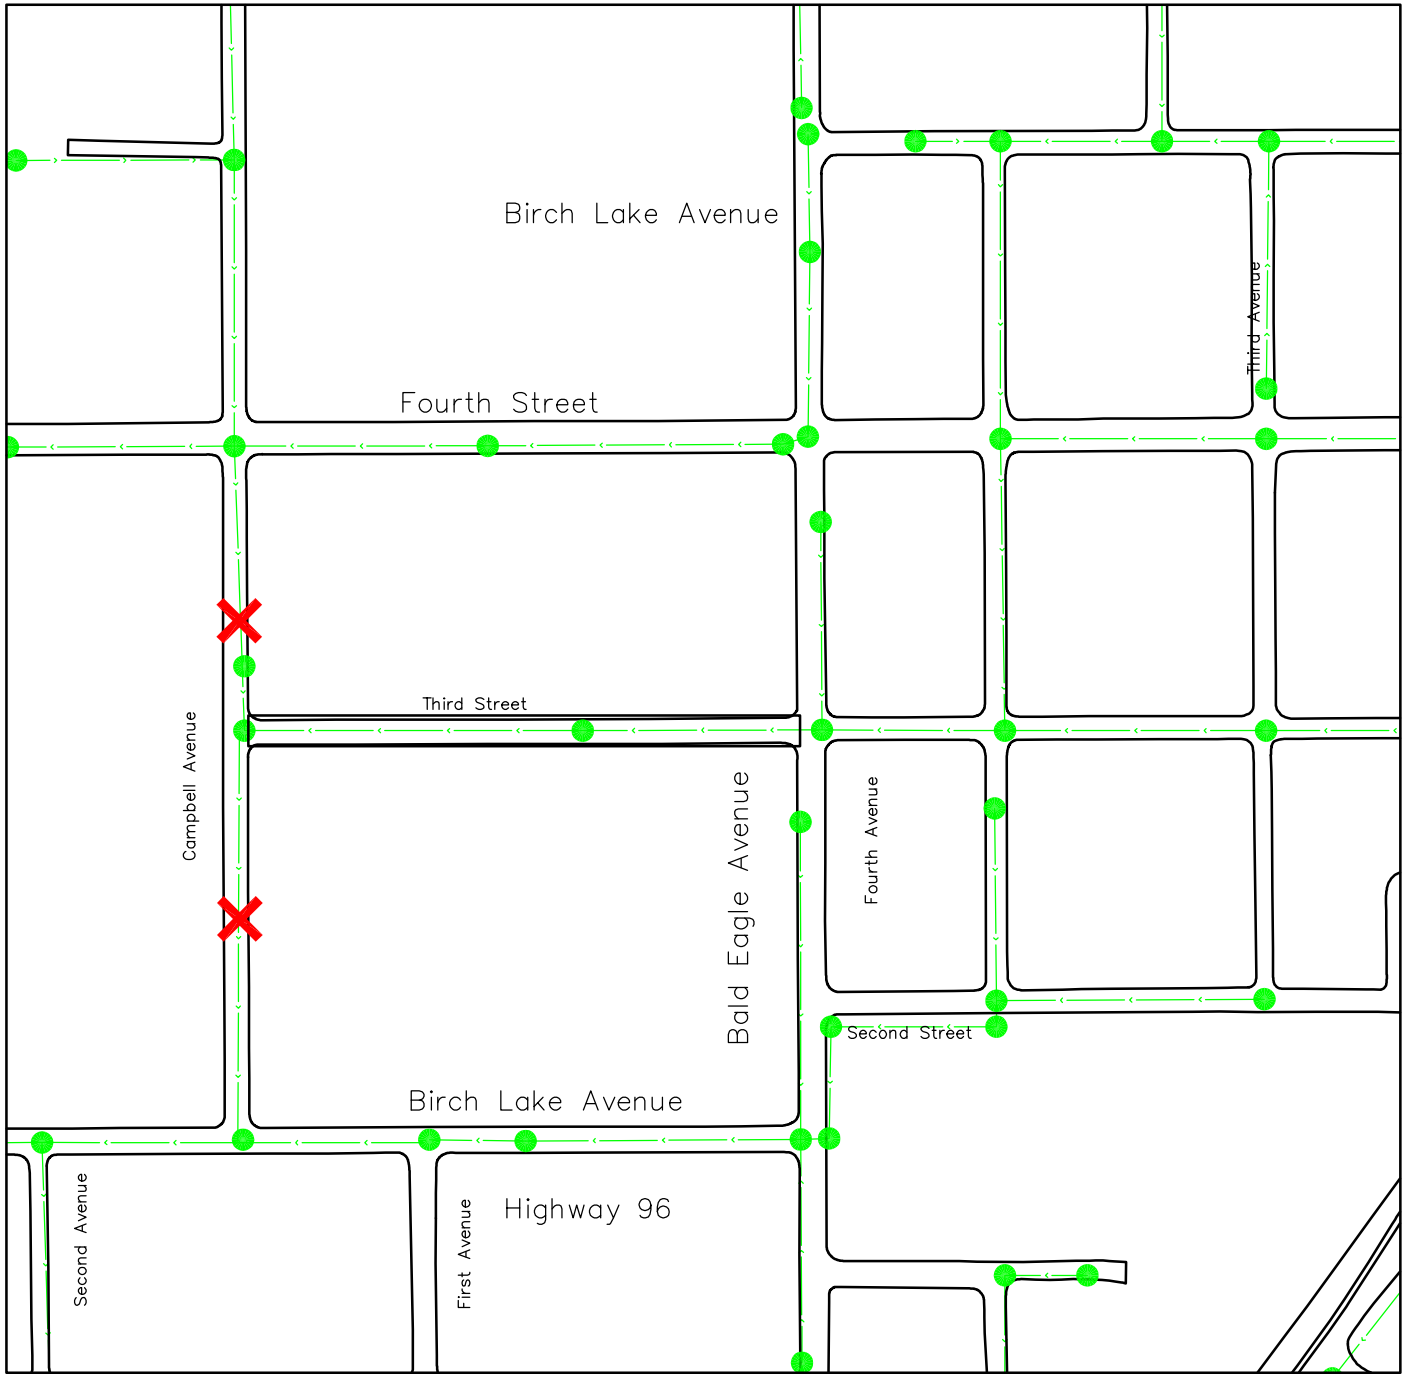 Birch Lake Avenue
Third Avenue
Fourth Street
Third Street
Campbell Avenue
Bald Eagle Avenue
Fourth Avenue
Second Street
Birch Lake Avenue
Second Avenue
First Avenue
Highway 96